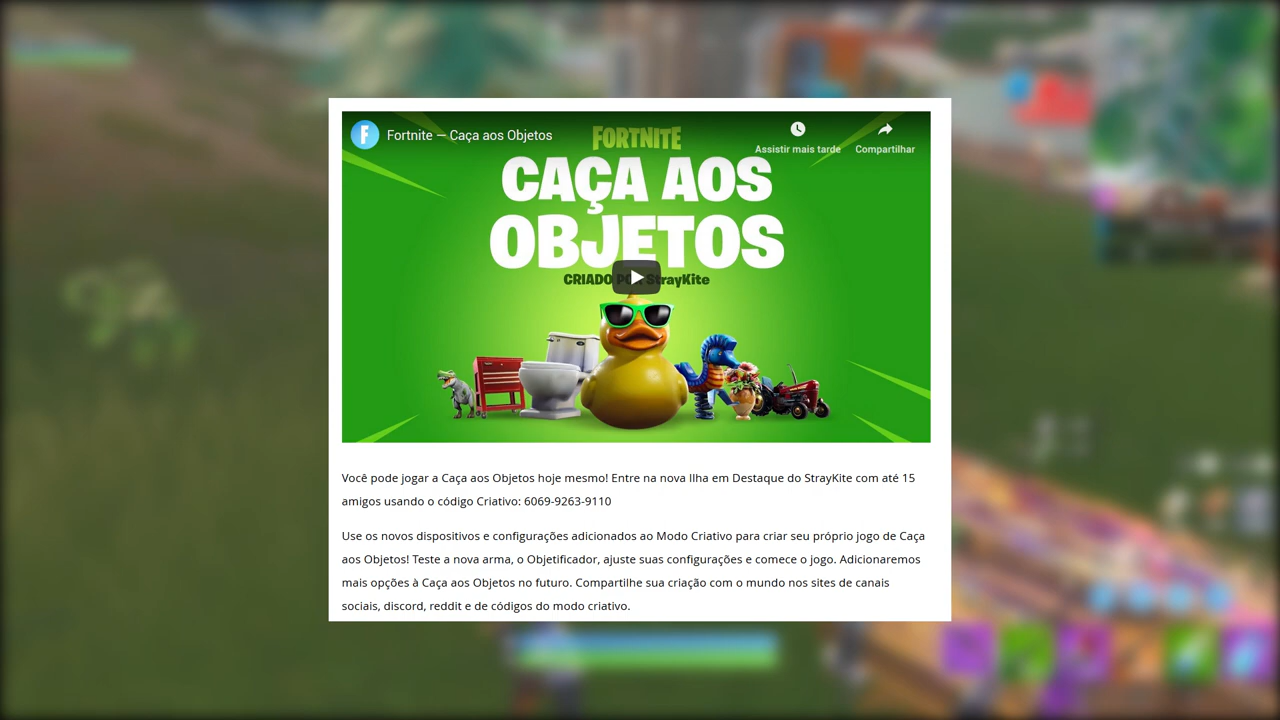 Fortnite — Caça aos Objetos
Assistir mais tarde
Compartilhar
FORTNITE
CAÇA AOS
OBJETOS
CRIADO StrayKite
Você pode jogar a Caça aos Objetos hoje mesmo! Entre na nova Ilha em Destaque do StrayKite com até 15
amigos usando o código Criativo: 6069-9263-9110
Use os novos dispositivos e configurações adicionados ao Modo Criativo para criar seu próprio jogo de Caça
aos Objetos! Teste a nova arma, o Objetificador, ajuste suas configurações e comece o jogo. Adicionaremos
mais opções à Caça aos Objetos no futuro. Compartilhe sua criação com o mundo nos sites de canais
sociais, discord, reddit e de códigos do modo criativo.